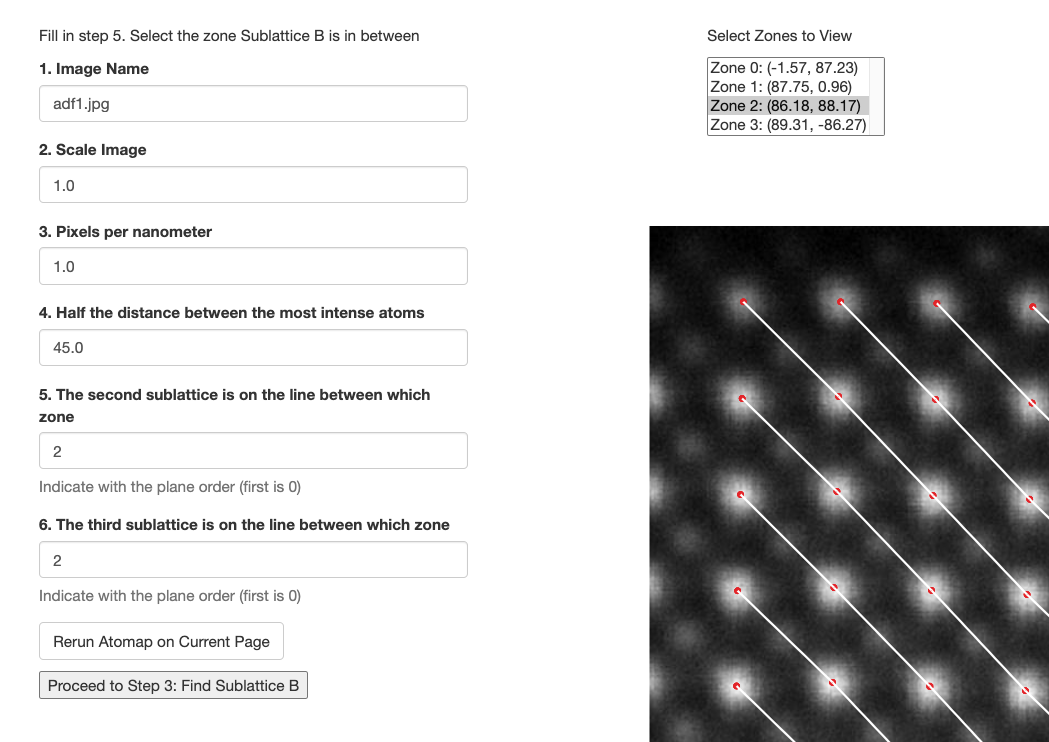 Fill in step 5. Select the zone Sublattice B is in between
1. Image Name
adf1.jpg
2. Scale Image
1.0
3. Pixels per nanometer
1.0
4. Half the distance between the most intense atoms
45.0
5. The second sublattice is on the line between which
zone
2
Indicate with the plane order (first is 0)
6. The third sublattice is on the line between which zone
2
Indicate with the plane order (first is 0)
Rerun Atomap on Current Page
Proceed to Step 3: Find Sublattice B
Select Zones to View
Zone 0: (-1.57, 87.23)
Zone 1: (87.75, 0.96)
Zone 2: (86.18, 88.17)
Zone 3: (89.31, -86.27)